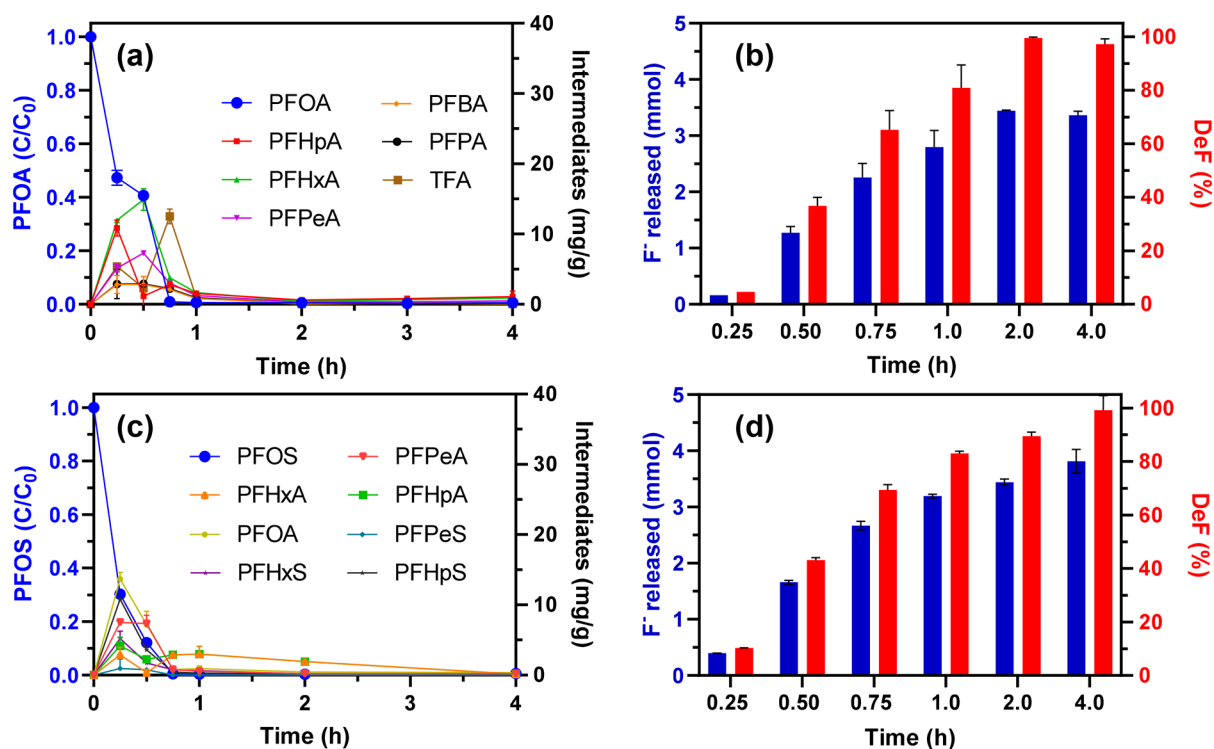 (a)
PFOA (C/C₀)
1.0
0.8
0.6
0.4
0.2
0.0
PFOA
PFHpA
PFHxA
PFPeA
PFBA
PFPA
TFA
40
30
20
10
0
Intermediates (mg/g)
0 1 2 3 4
Time (h)
(b)
F⁻ released (mmol)
5
4
3
2
1
0
100
80
60
40
20
0
DeF (%)
0.25 0.50 0.75 1.0 2.0 4.0
Time (h)
(c)
PFOS (C/C₀)
1.0
0.8
0.6
0.4
0.2
0.0
PFOS
PFHxA
PFOA
PFHxS
PFPeA
PFHpA
PFPeS
PFHpS
40
30
20
10
0
Intermediates (mg/g)
0 1 2 3 4
Time (h)
(d)
F⁻ released (mmol)
5
4
3
2
1
0
100
80
60
40
20
0
DeF (%)
0.25 0.50 0.75 1.0 2.0 4.0
Time (h)